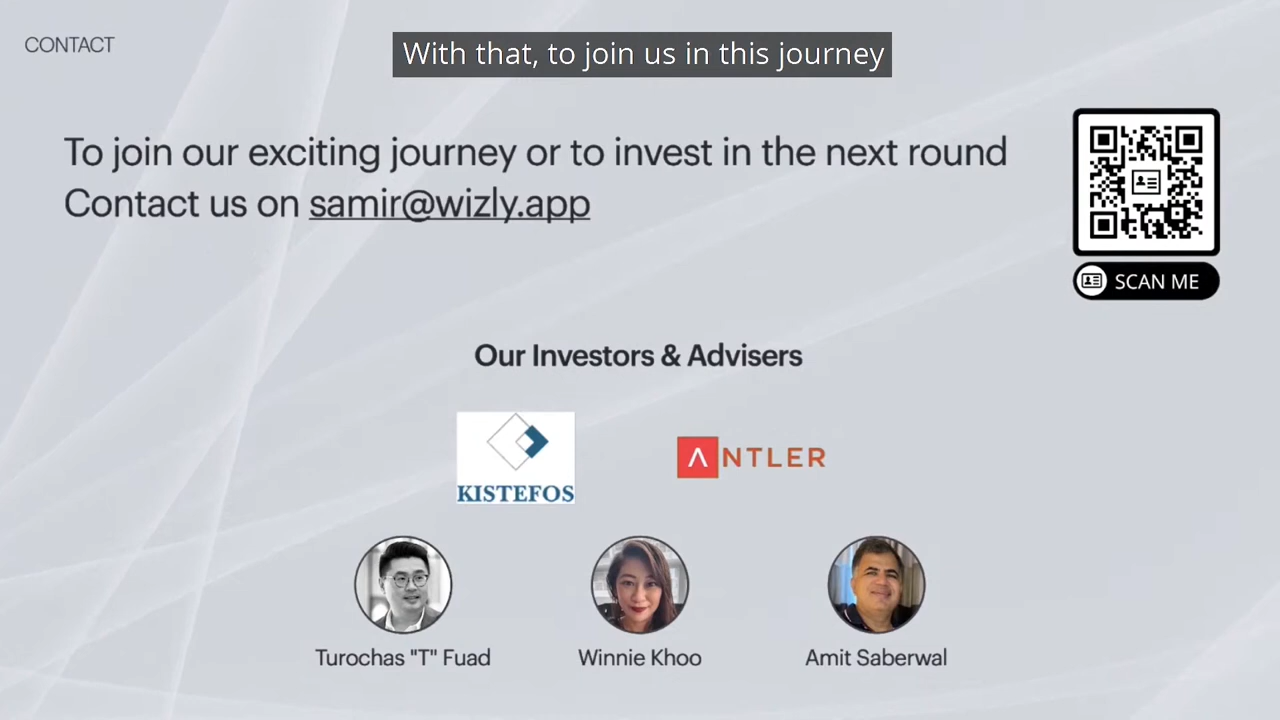 CONTACT
With that, to join us in this journey
To join our exciting journey or to invest in the next round
Contact us on samir@wizly.app
SCAN ME
Our Investors & Advisers
KISTEFOS
ANTLER
Turochas "T" Fuad
Winnie Khoo
Amit Saberwal